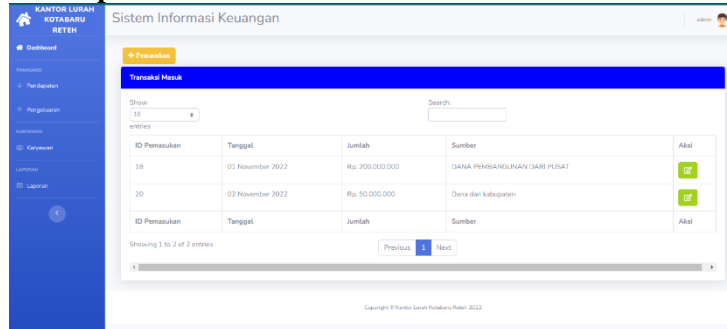 KANTOR LURAH
KOTABARU
RETEH
Sistem Informasi Keuangan
admin
Dashboard
TRANSAKSI
Pendapatan
Pengeluaran
KARYAWAN
Karyawan
LAPORAN
Laporan
+ Pemasukan
Transaksi Masuk
Show
10
entries
Search:
ID Pemasukan Tanggal Jumlah Sumber Aksi
18 01 November 2022 Rp. 200.000.000 DANA PEMBANGUNAN DARI PUSAT
20 02 November 2022 Rp. 50.000.000 Dana dari kabupaten
ID Pemasukan Tanggal Jumlah Sumber Aksi
Showing 1 to 2 of 2 entries
Previous 1 Next
Copyright © Kantor Lurah Kotabaru Reteh 2022